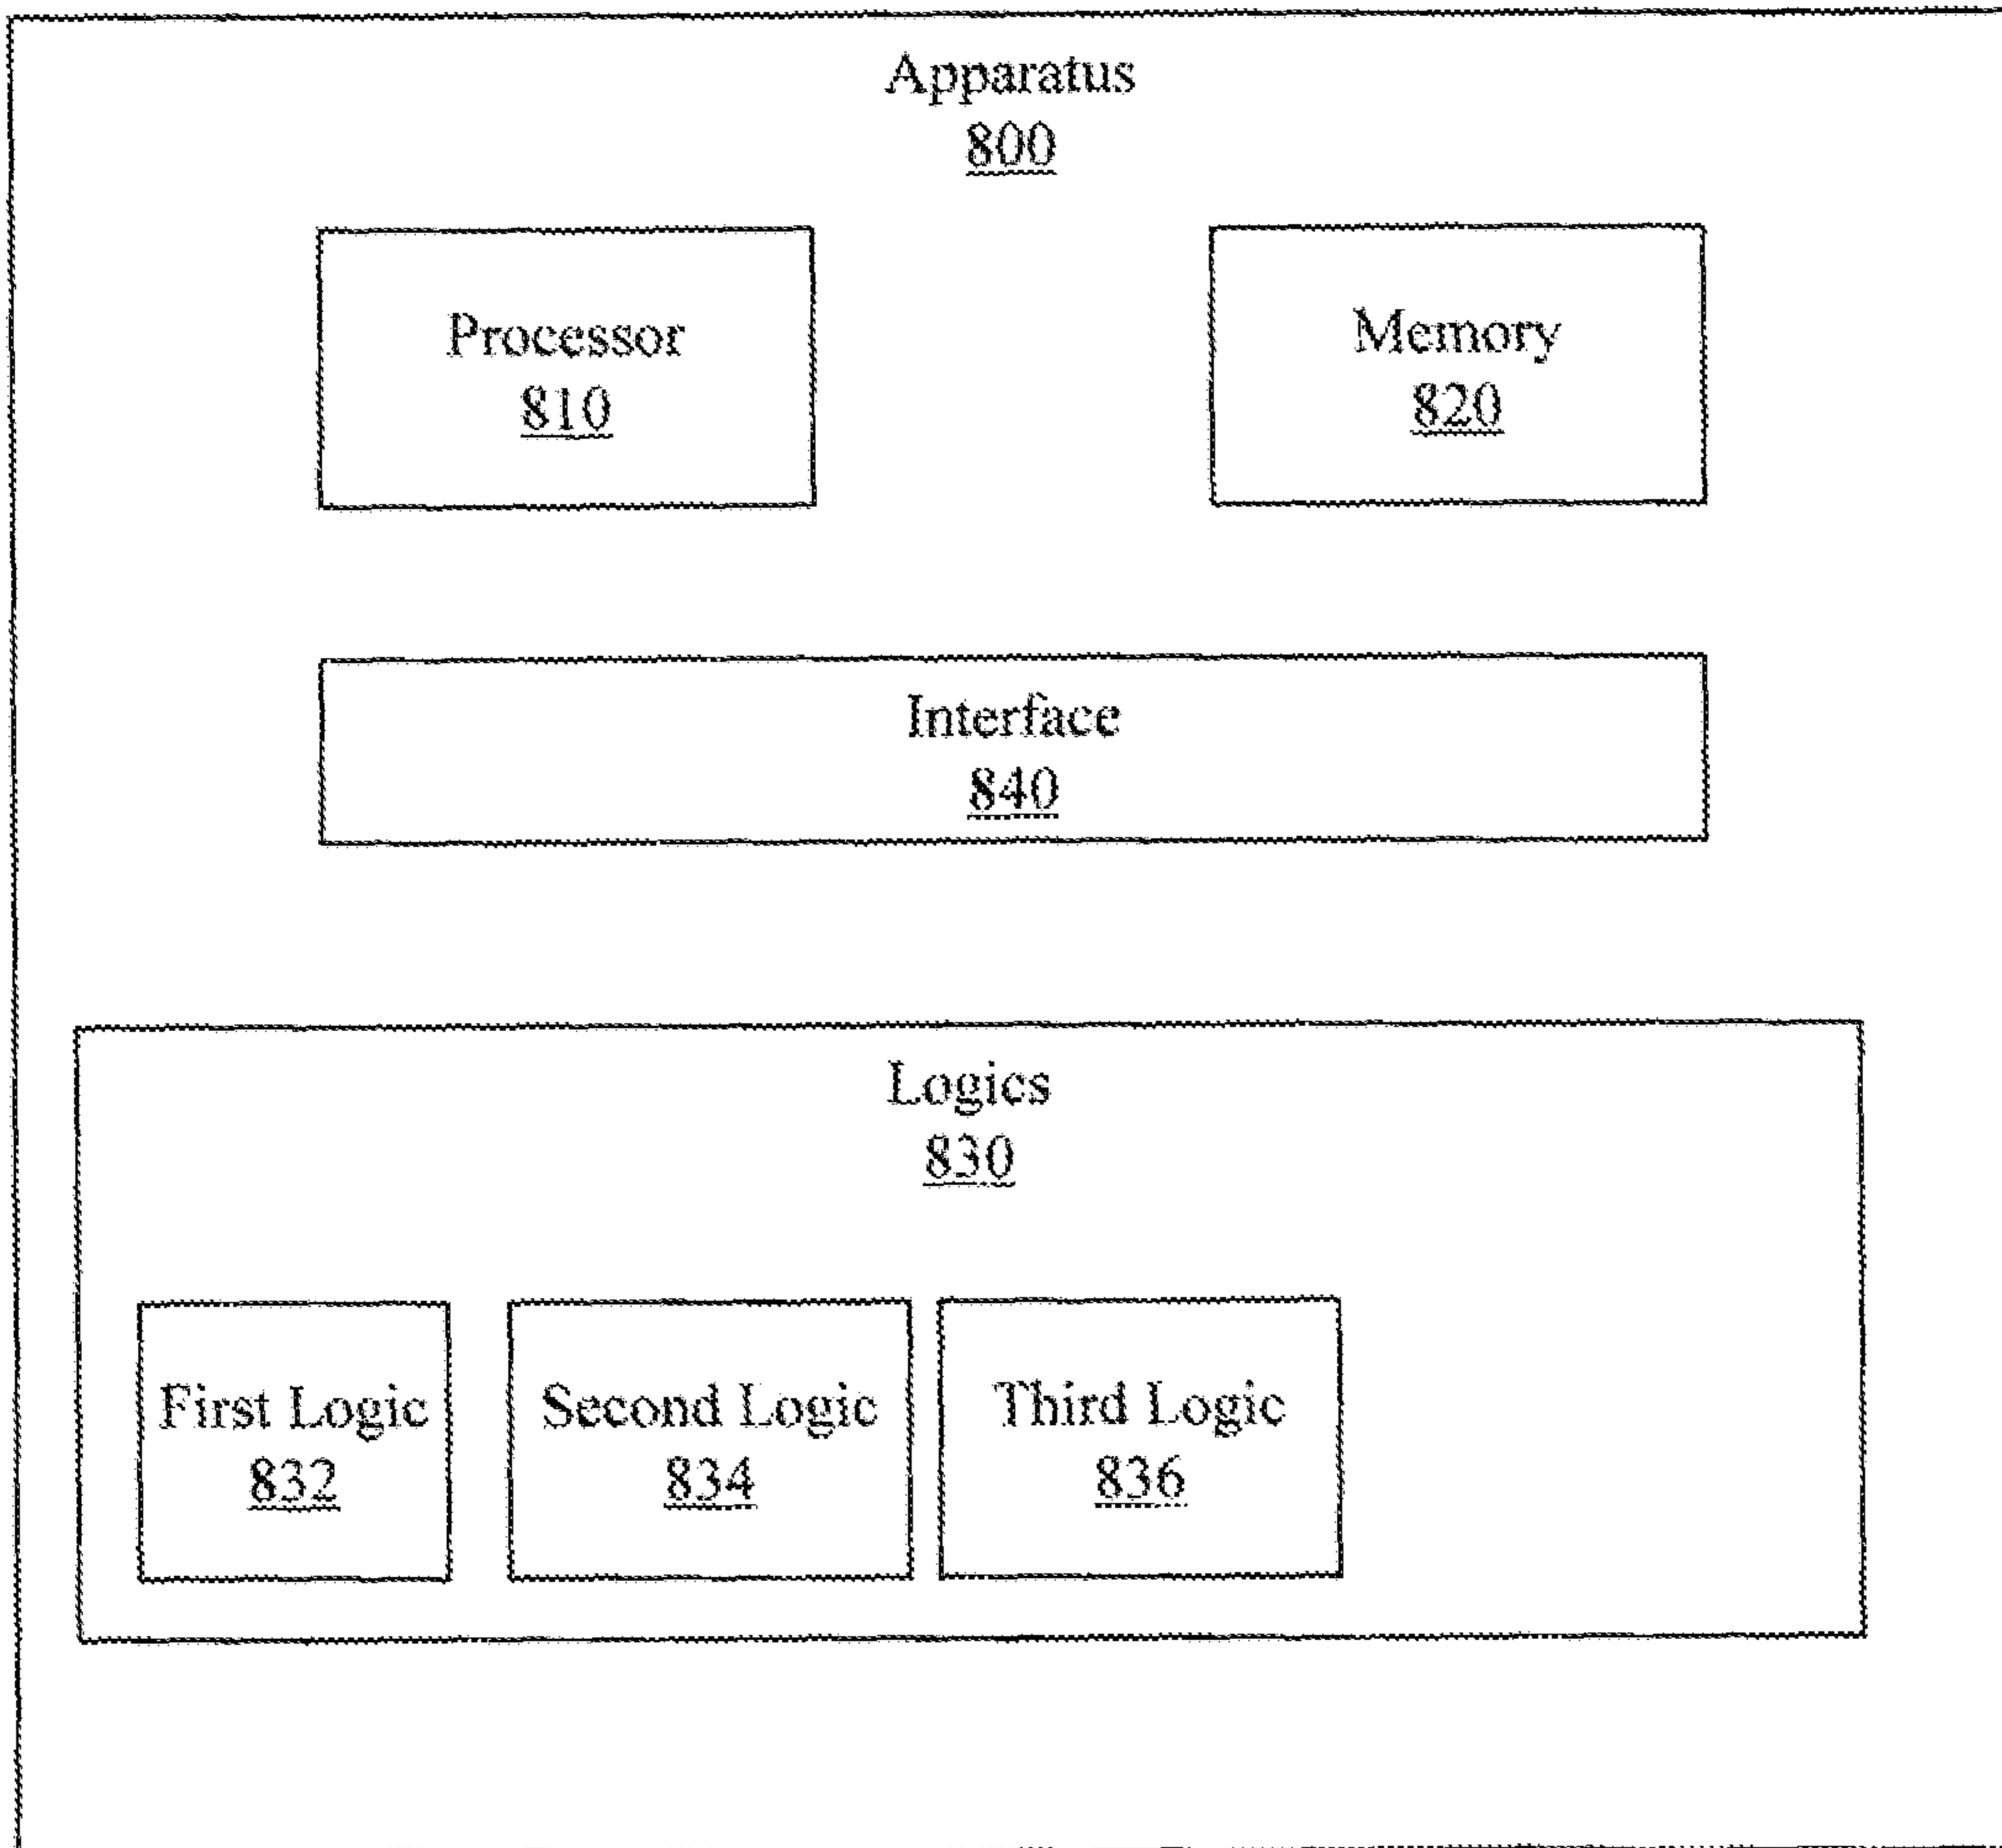 Apparatus
800
Processor
810
Memory
820
Interface
840
Logics
830
First Logic
832
Second Logic
834
Third Logic
836